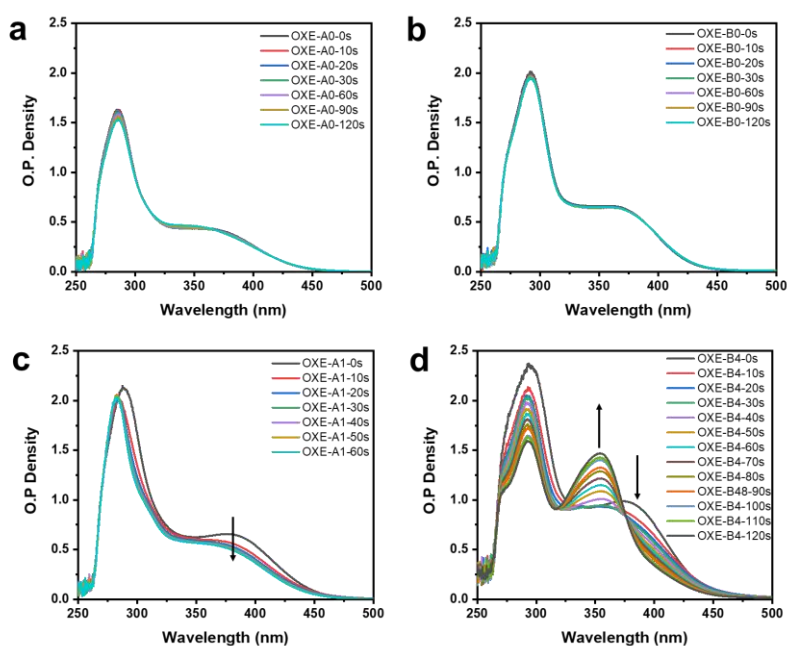 a
OXE-A0-0s
OXE-A0-10s
OXE-A0-20s
OXE-A0-30s
OXE-A0-60s
OXE-A0-90s
OXE-A0-120s
2.5
2.0
1.5
1.0
0.5
0.0
O.P. Density
250 300 350 400 450 500
Wavelength (nm)
b
OXE-B0-0s
OXE-B0-10s
OXE-B0-20s
OXE-B0-30s
OXE-B0-60s
OXE-B0-90s
OXE-B0-120s
2.5
2.0
1.5
1.0
0.5
0.0
O.P. Density
250 300 350 400 450 500
Wavelength (nm)
c
OXE-A1-0s
OXE-A1-10s
OXE-A1-20s
OXE-A1-30s
OXE-A1-40s
OXE-A1-50s
OXE-A1-60s
2.5
2.0
1.5
1.0
0.5
0.0
O.P Density
250 300 350 400 450 500
Wavelength (nm)
d
OXE-B4-0s
OXE-B4-10s
OXE-B4-20s
OXE-B4-30s
OXE-B4-40s
OXE-B4-50s
OXE-B4-60s
OXE-B4-70s
OXE-B4-80s
OXE-B48-90s
OXE-B4-100s
OXE-B4-110s
OXE-B4-120s
2.5
2.0
1.5
1.0
0.5
0.0
O.P. Density
250 300 350 400 450 500
Wavelength (nm)